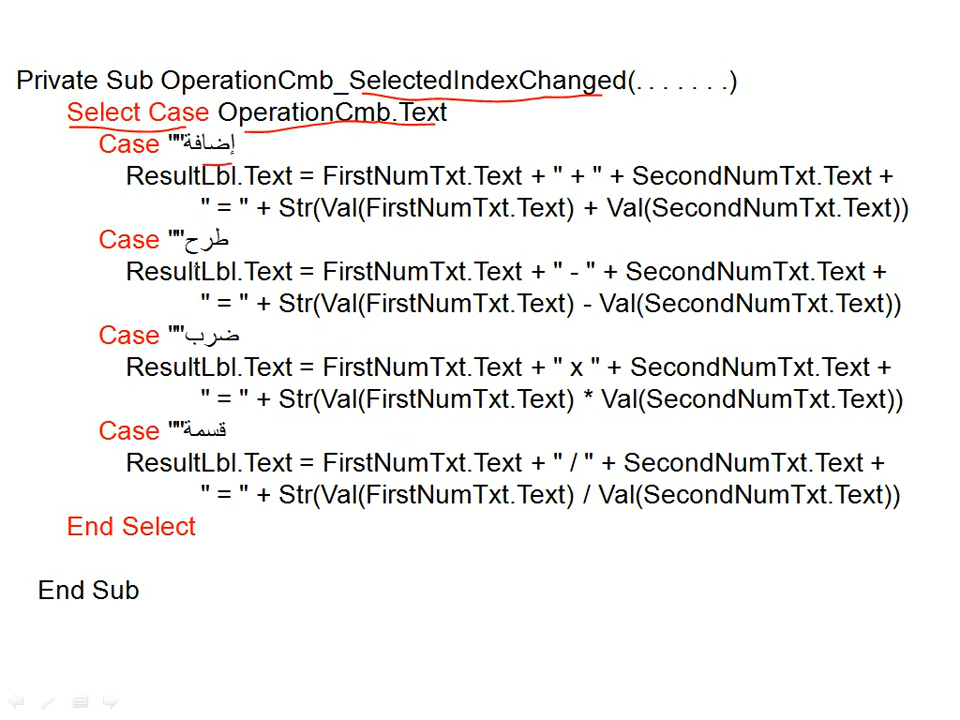 Private Sub OperationCmb_SelectedIndexChanged(. . . . . . .)
Select Case OperationCmb.Text
Case ""إضافة
ResultLbl.Text = FirstNumTxt.Text + " + " + SecondNumTxt.Text +
" = " + Str(Val(FirstNumTxt.Text) + Val(SecondNumTxt.Text))
Case ""طرح
ResultLbl.Text = FirstNumTxt.Text + " - " + SecondNumTxt.Text +
" = " + Str(Val(FirstNumTxt.Text) - Val(SecondNumTxt.Text))
Case ""ضرب
ResultLbl.Text = FirstNumTxt.Text + " x " + SecondNumTxt.Text +
" = " + Str(Val(FirstNumTxt.Text) * Val(SecondNumTxt.Text))
Case ""قسمة
ResultLbl.Text = FirstNumTxt.Text + " / " + SecondNumTxt.Text +
" = " + Str(Val(FirstNumTxt.Text) / Val(SecondNumTxt.Text))
End Select
End Sub